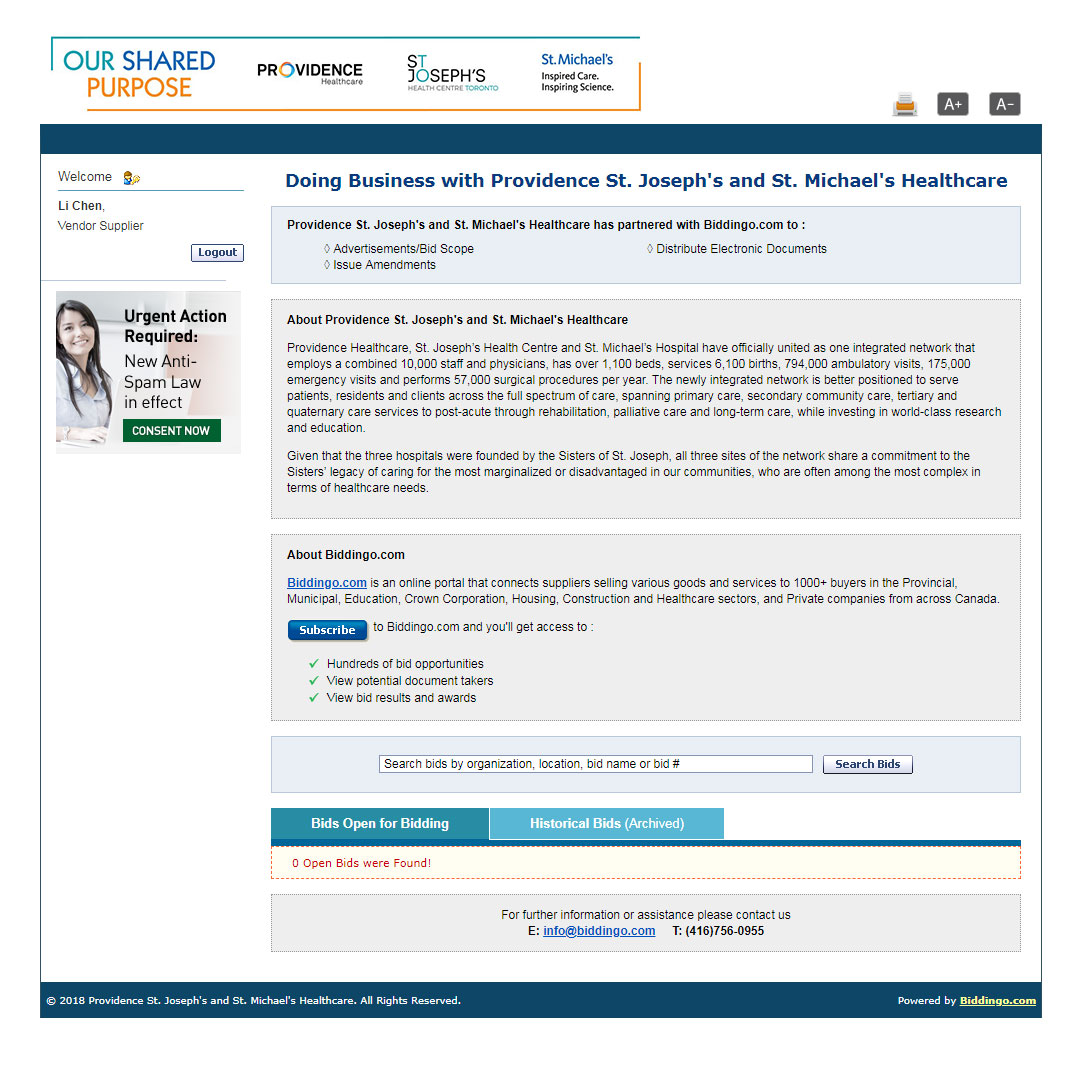 OUR SHARED
PURPOSE
PROVIDENCE
Healthcare
ST
JOSEPH'S
HEALTH CENTRE TORONTO
St. Michael's
Inspired Care.
Inspiring Science.
A+
A-
Welcome
Li Chen,
Vendor Supplier
Logout
Urgent Action
Required:
New Anti-
Spam Law
in effect
CONSENT NOW
Doing Business with Providence St. Joseph's and St. Michael's Healthcare
Providence St. Joseph's and St. Michael's Healthcare has partnered with Biddingo.com to :
◊ Advertisements/Bid Scope
◊ Distribute Electronic Documents
◊ Issue Amendments
About Providence St. Joseph's and St. Michael's Healthcare
Providence Healthcare, St. Joseph's Health Centre and St. Michael's Hospital have officially united as one integrated network that
employs a combined 10,000 staff and physicians, has over 1,100 beds, services 6,100 births, 794,000 ambulatory visits, 175,000
emergency visits and performs 57,000 surgical procedures per year. The newly integrated network is better positioned to serve
patients, residents and clients across the full spectrum of care, spanning primary care, secondary community care, tertiary and
quaternary care services to post-acute through rehabilitation, palliative care and long-term care, while investing in world-class research
and education.
Given that the three hospitals were founded by the Sisters of St. Joseph, all three sites of the network share a commitment to the
Sisters' legacy of caring for the most marginalized or disadvantaged in our communities, who are often among the most complex in
terms of healthcare needs.
About Biddingo.com
Biddingo.com is an online portal that connects suppliers selling various goods and services to 1000+ buyers in the Provincial,
Municipal, Education, Crown Corporation, Housing, Construction and Healthcare sectors, and Private companies from across Canada.
Subscribe to Biddingo.com and you'll get access to :
✓ Hundreds of bid opportunities
✓ View potential document takers
✓ View bid results and awards
Search bids by organization, location, bid name or bid #
Search Bids
Bids Open for Bidding
Historical Bids (Archived)
0 Open Bids were Found!
For further information or assistance please contact us
E: info@biddingo.com T: (416)756-0955
© 2018 Providence St. Joseph's and St. Michael's Healthcare. All Rights Reserved.
Powered by Biddingo.com